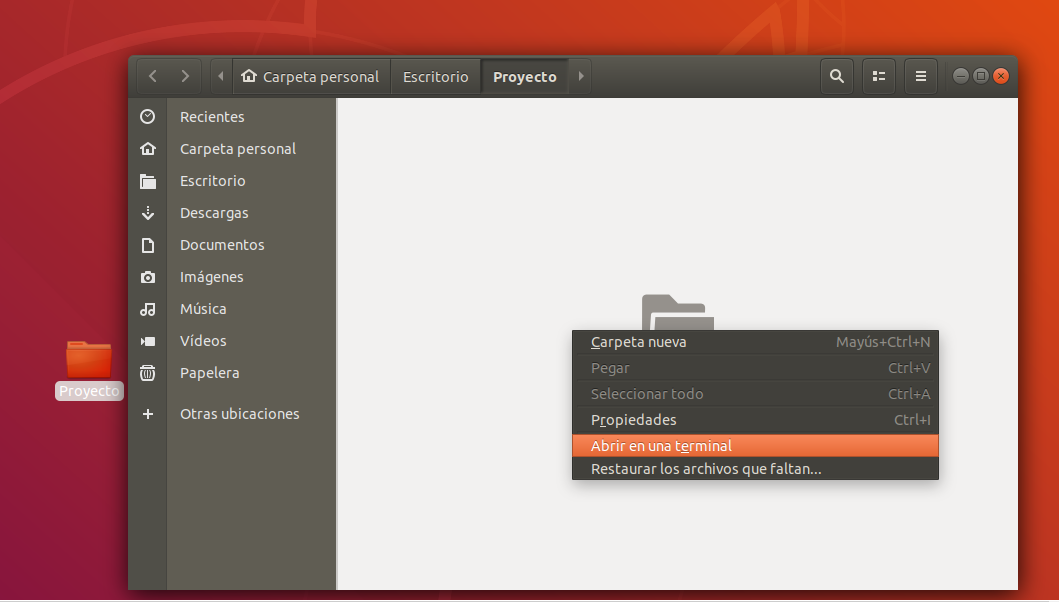 Carpeta personal Escritorio Proyecto
Recientes
Carpeta personal
Escritorio
Descargas
Documentos
Imágenes
Música
Vídeos
Papelera
Otras ubicaciones
Proyecto
Carpeta nueva Mayús+Ctrl+N
Pegar Ctrl+V
Seleccionar todo Ctrl+A
Propiedades Ctrl+I
Abrir en una terminal
Restaurar los archivos que faltan...